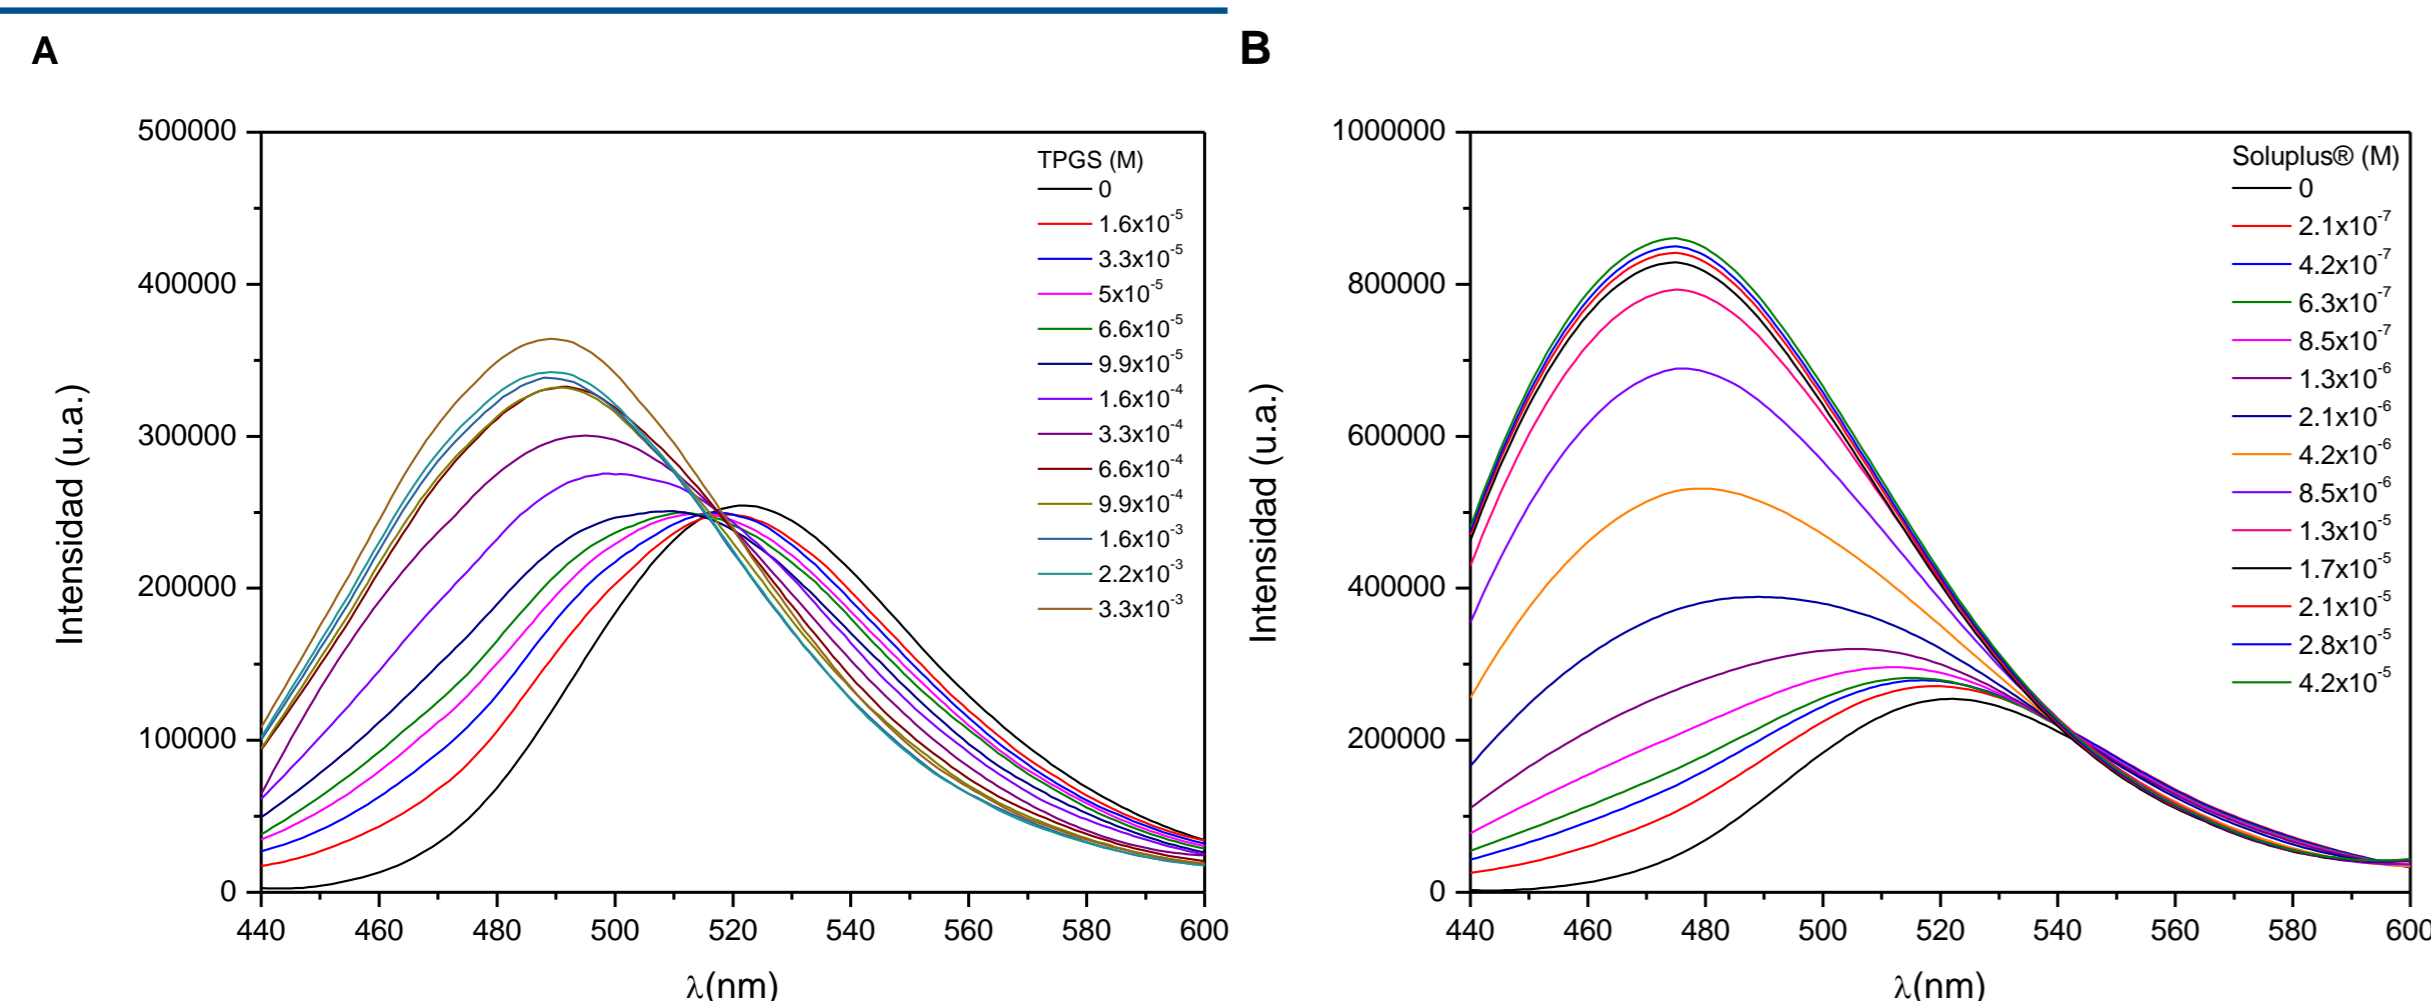 A
B
Intensidad (u.a.)
500000
400000
300000
200000
100000
0
440 460 480 500 520 540 560 580 600
λ(nm)
TPGS (M)
0
1.6x10⁻⁵
3.3x10⁻⁵
5x10⁻⁵
6.6x10⁻⁵
9.9x10⁻⁵
1.6x10⁻⁴
3.3x10⁻⁴
6.6x10⁻⁴
9.9x10⁻⁴
1.6x10⁻³
2.2x10⁻³
3.3x10⁻³
Intensidad (u.a.)
1000000
800000
600000
400000
200000
0
440 460 480 500 520 540 560 580 600
λ(nm)
Soluplus® (M)
0
2.1x10⁻⁷
4.2x10⁻⁷
6.3x10⁻⁷
8.5x10⁻⁷
1.3x10⁻⁶
2.1x10⁻⁶
4.2x10⁻⁶
8.5x10⁻⁶
1.3x10⁻⁵
1.7x10⁻⁵
2.1x10⁻⁵
2.8x10⁻⁵
4.2x10⁻⁵